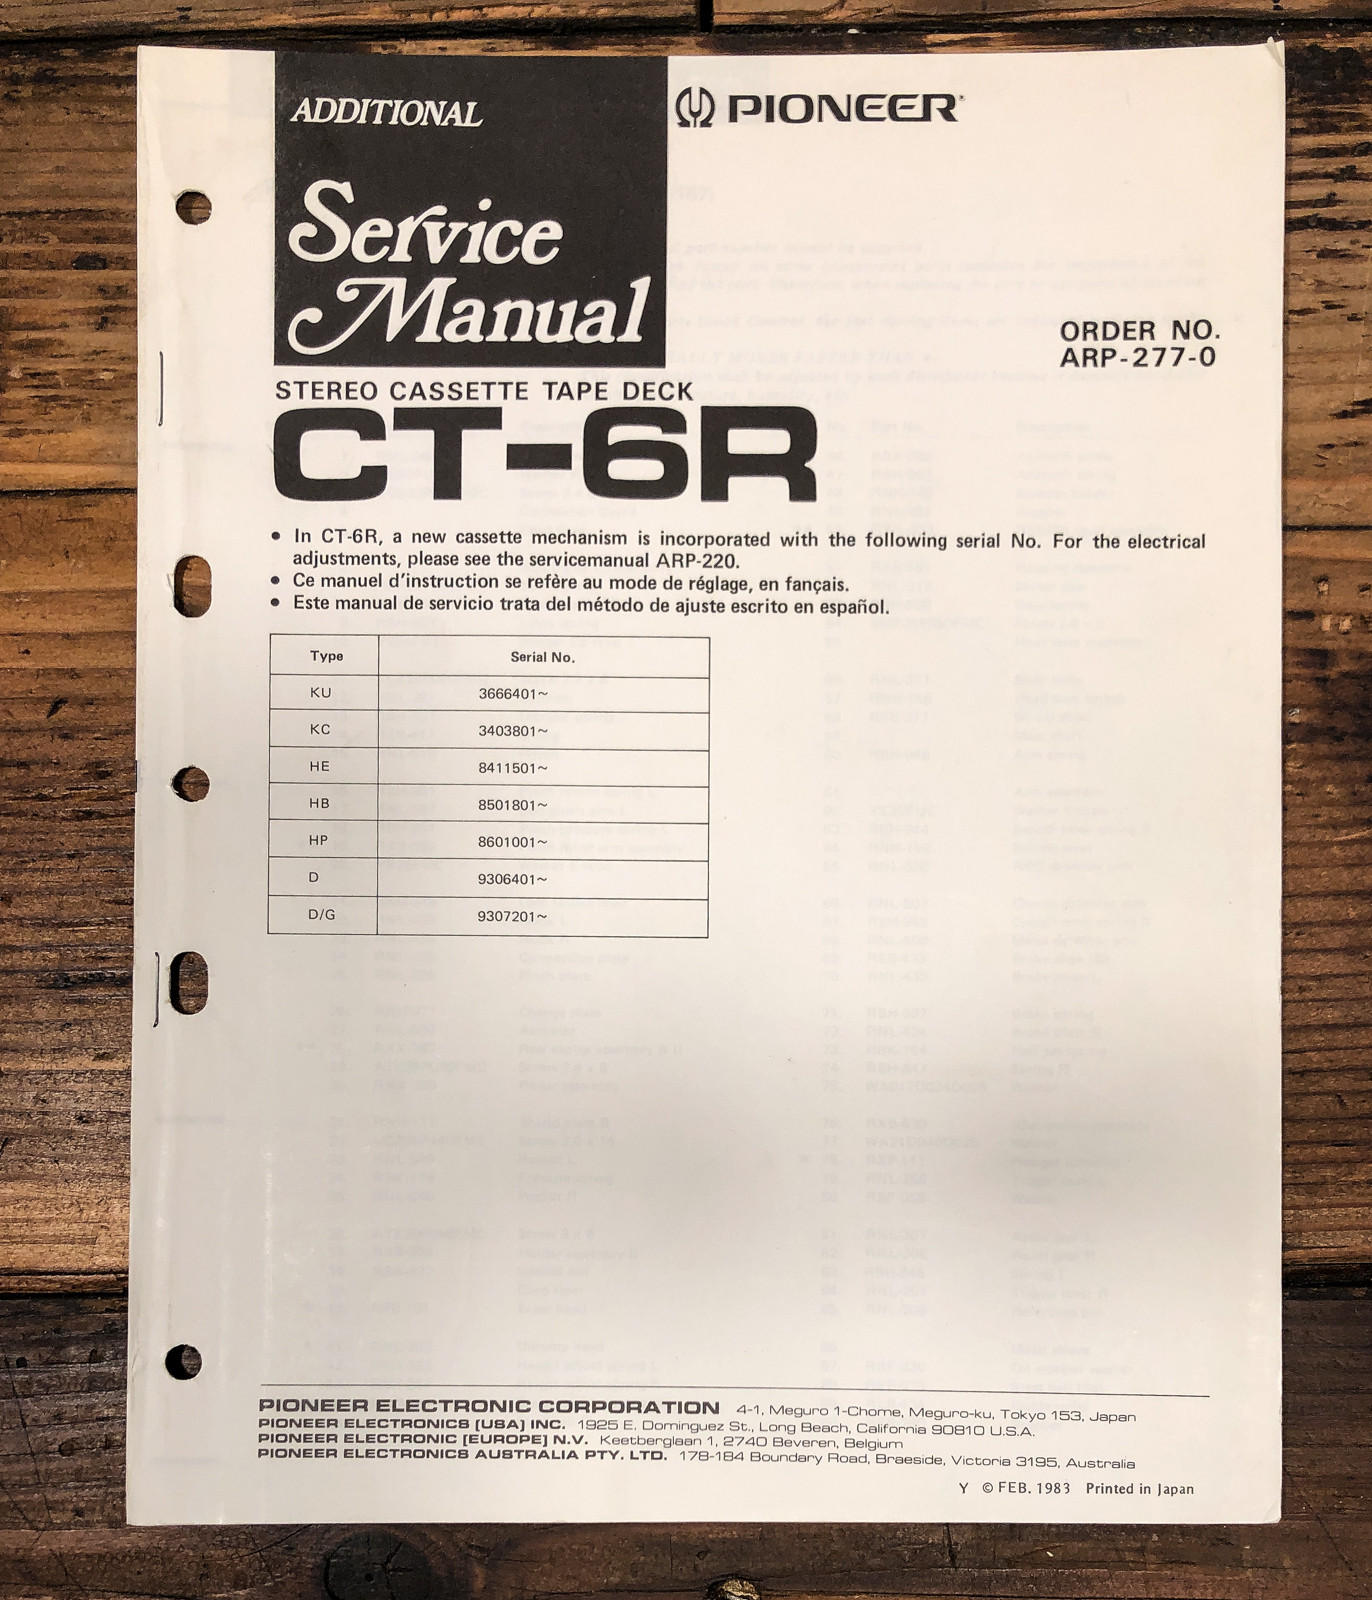 ADDITIONAL
Service
Manual
PIONEER
ORDER NO.
ARP-277-0
STEREO CASSETTE TAPE DECK
CT-6R
• In CT-6R, a new cassette mechanism is incorporated with the following serial No. For the electrical
adjustments, please see the servicemanual ARP-220.
• Ce manuel d'instruction se refère au mode de réglage, en fançais.
• Este manual de servicio trata del método de ajuste escrito en español.
Type Serial No.
KU 3666401~
KC 3403801~
HE 8411501~
HB 8501801~
HP 8601001~
D 9306401~
D/G 9307201~
PIONEER ELECTRONIC CORPORATION 4-1, Meguro 1-Chome, Meguro-ku, Tokyo 153, Japan
PIONEER ELECTRONICS [USA] INC. 1925 E. Dominguez St., Long Beach, California 90810 U.S.A.
PIONEER ELECTRONIC [EUROPE] N.V. Keetberglaan 1, 2740 Beveren, Belgium
PIONEER ELECTRONICS AUSTRALIA PTY. LTD. 178-184 Boundary Road, Braeside, Victoria 3195, Australia
Y © FEB. 1983 Printed in Japan